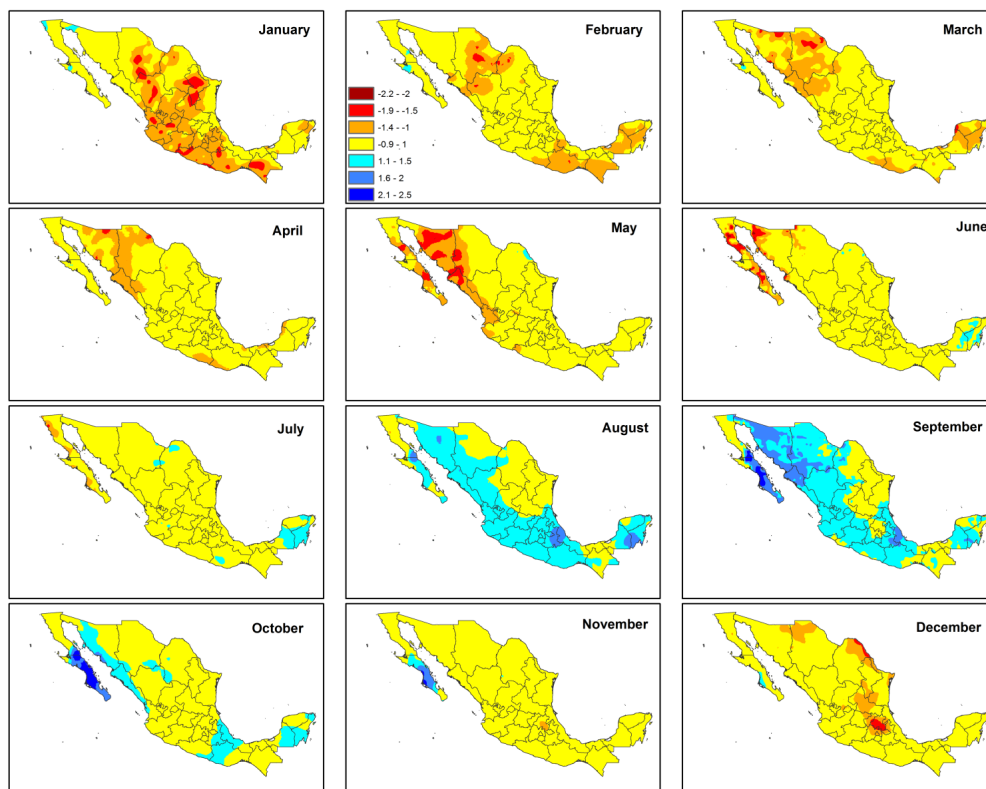 January
February
March
-2.2 - -2
-1.9 - -1.5
-1.4 - -1
-0.9 - 1
1.1 - 1.5
1.6 - 2
2.1 - 2.5
April
May
June
July
August
September
October
November
December